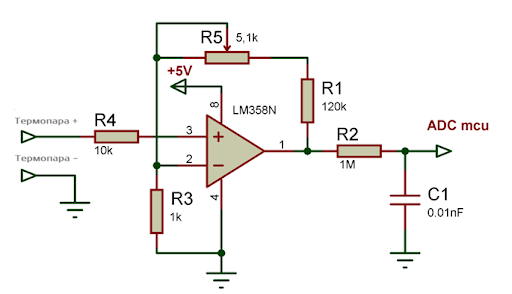 R5
5,1k
+5V
R1
120k
8
LM358N
Термопара +
R4
10k
3
+
2
−
1
R2
1M
ADC mcu
Термопара −
R3
1k
4
C1
0.01nF